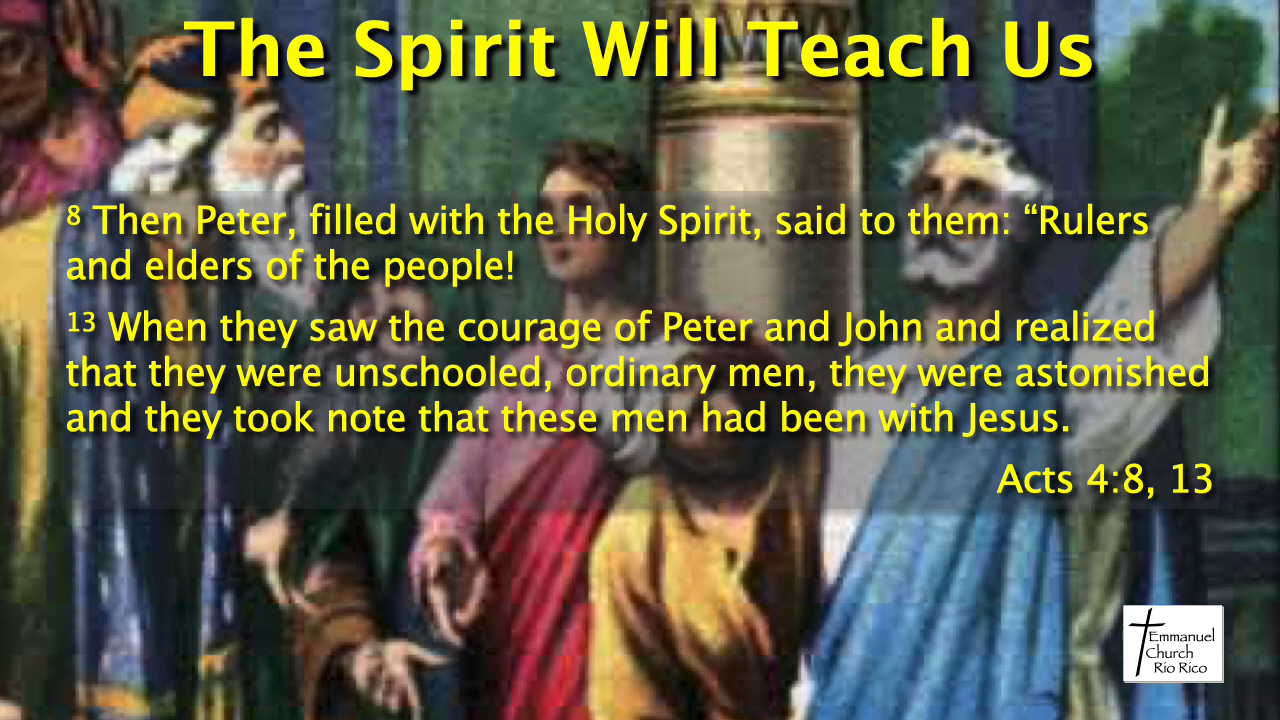 The Spirit Will Teach Us
8 Then Peter, filled with the Holy Spirit, said to them: “Rulers
and elders of the people!
13 When they saw the courage of Peter and John and realized
that they were unschooled, ordinary men, they were astonished
and they took note that these men had been with Jesus.
Acts 4:8, 13
Emmanuel
Church
Rio Rico